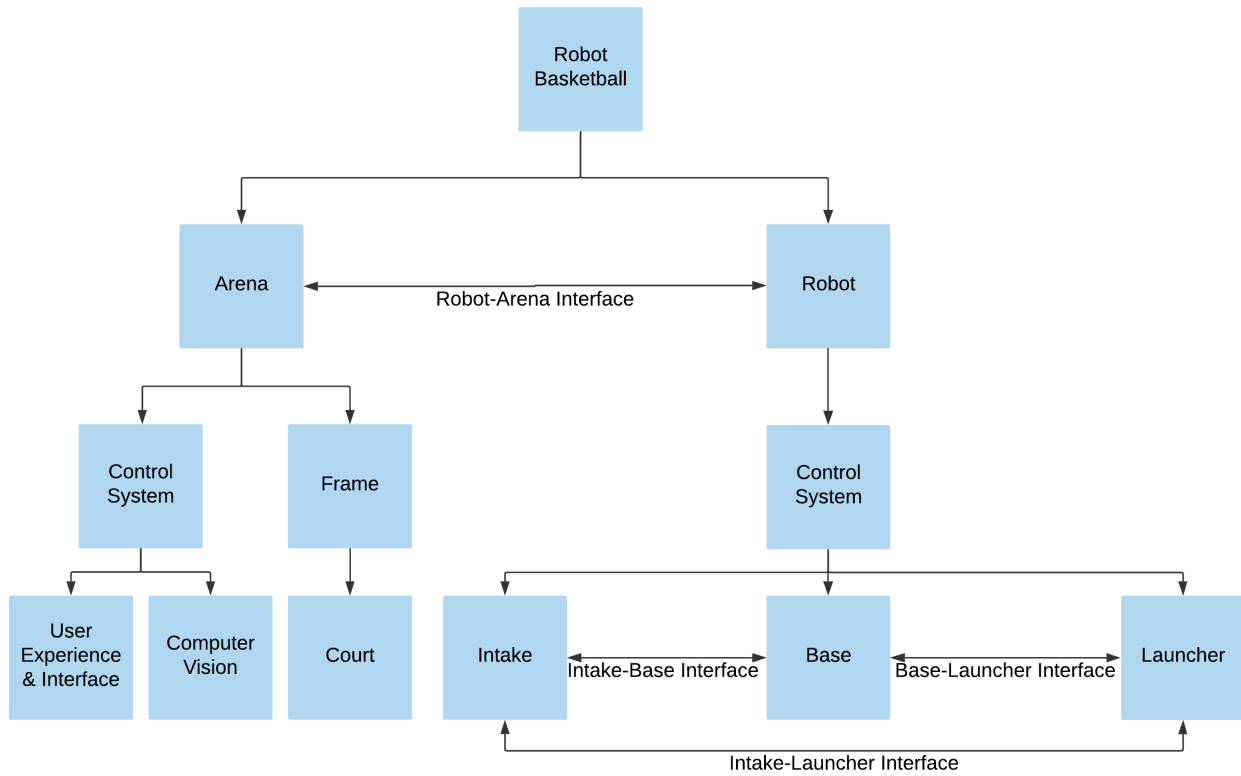 Robot
Basketball
Arena
Robot-Arena Interface
Robot
Control
System
Frame
Control
System
User
Experience
& Interface
Computer
Vision
Court
Intake
Intake-Base Interface
Base
Base-Launcher Interface
Launcher
Intake-Launcher Interface